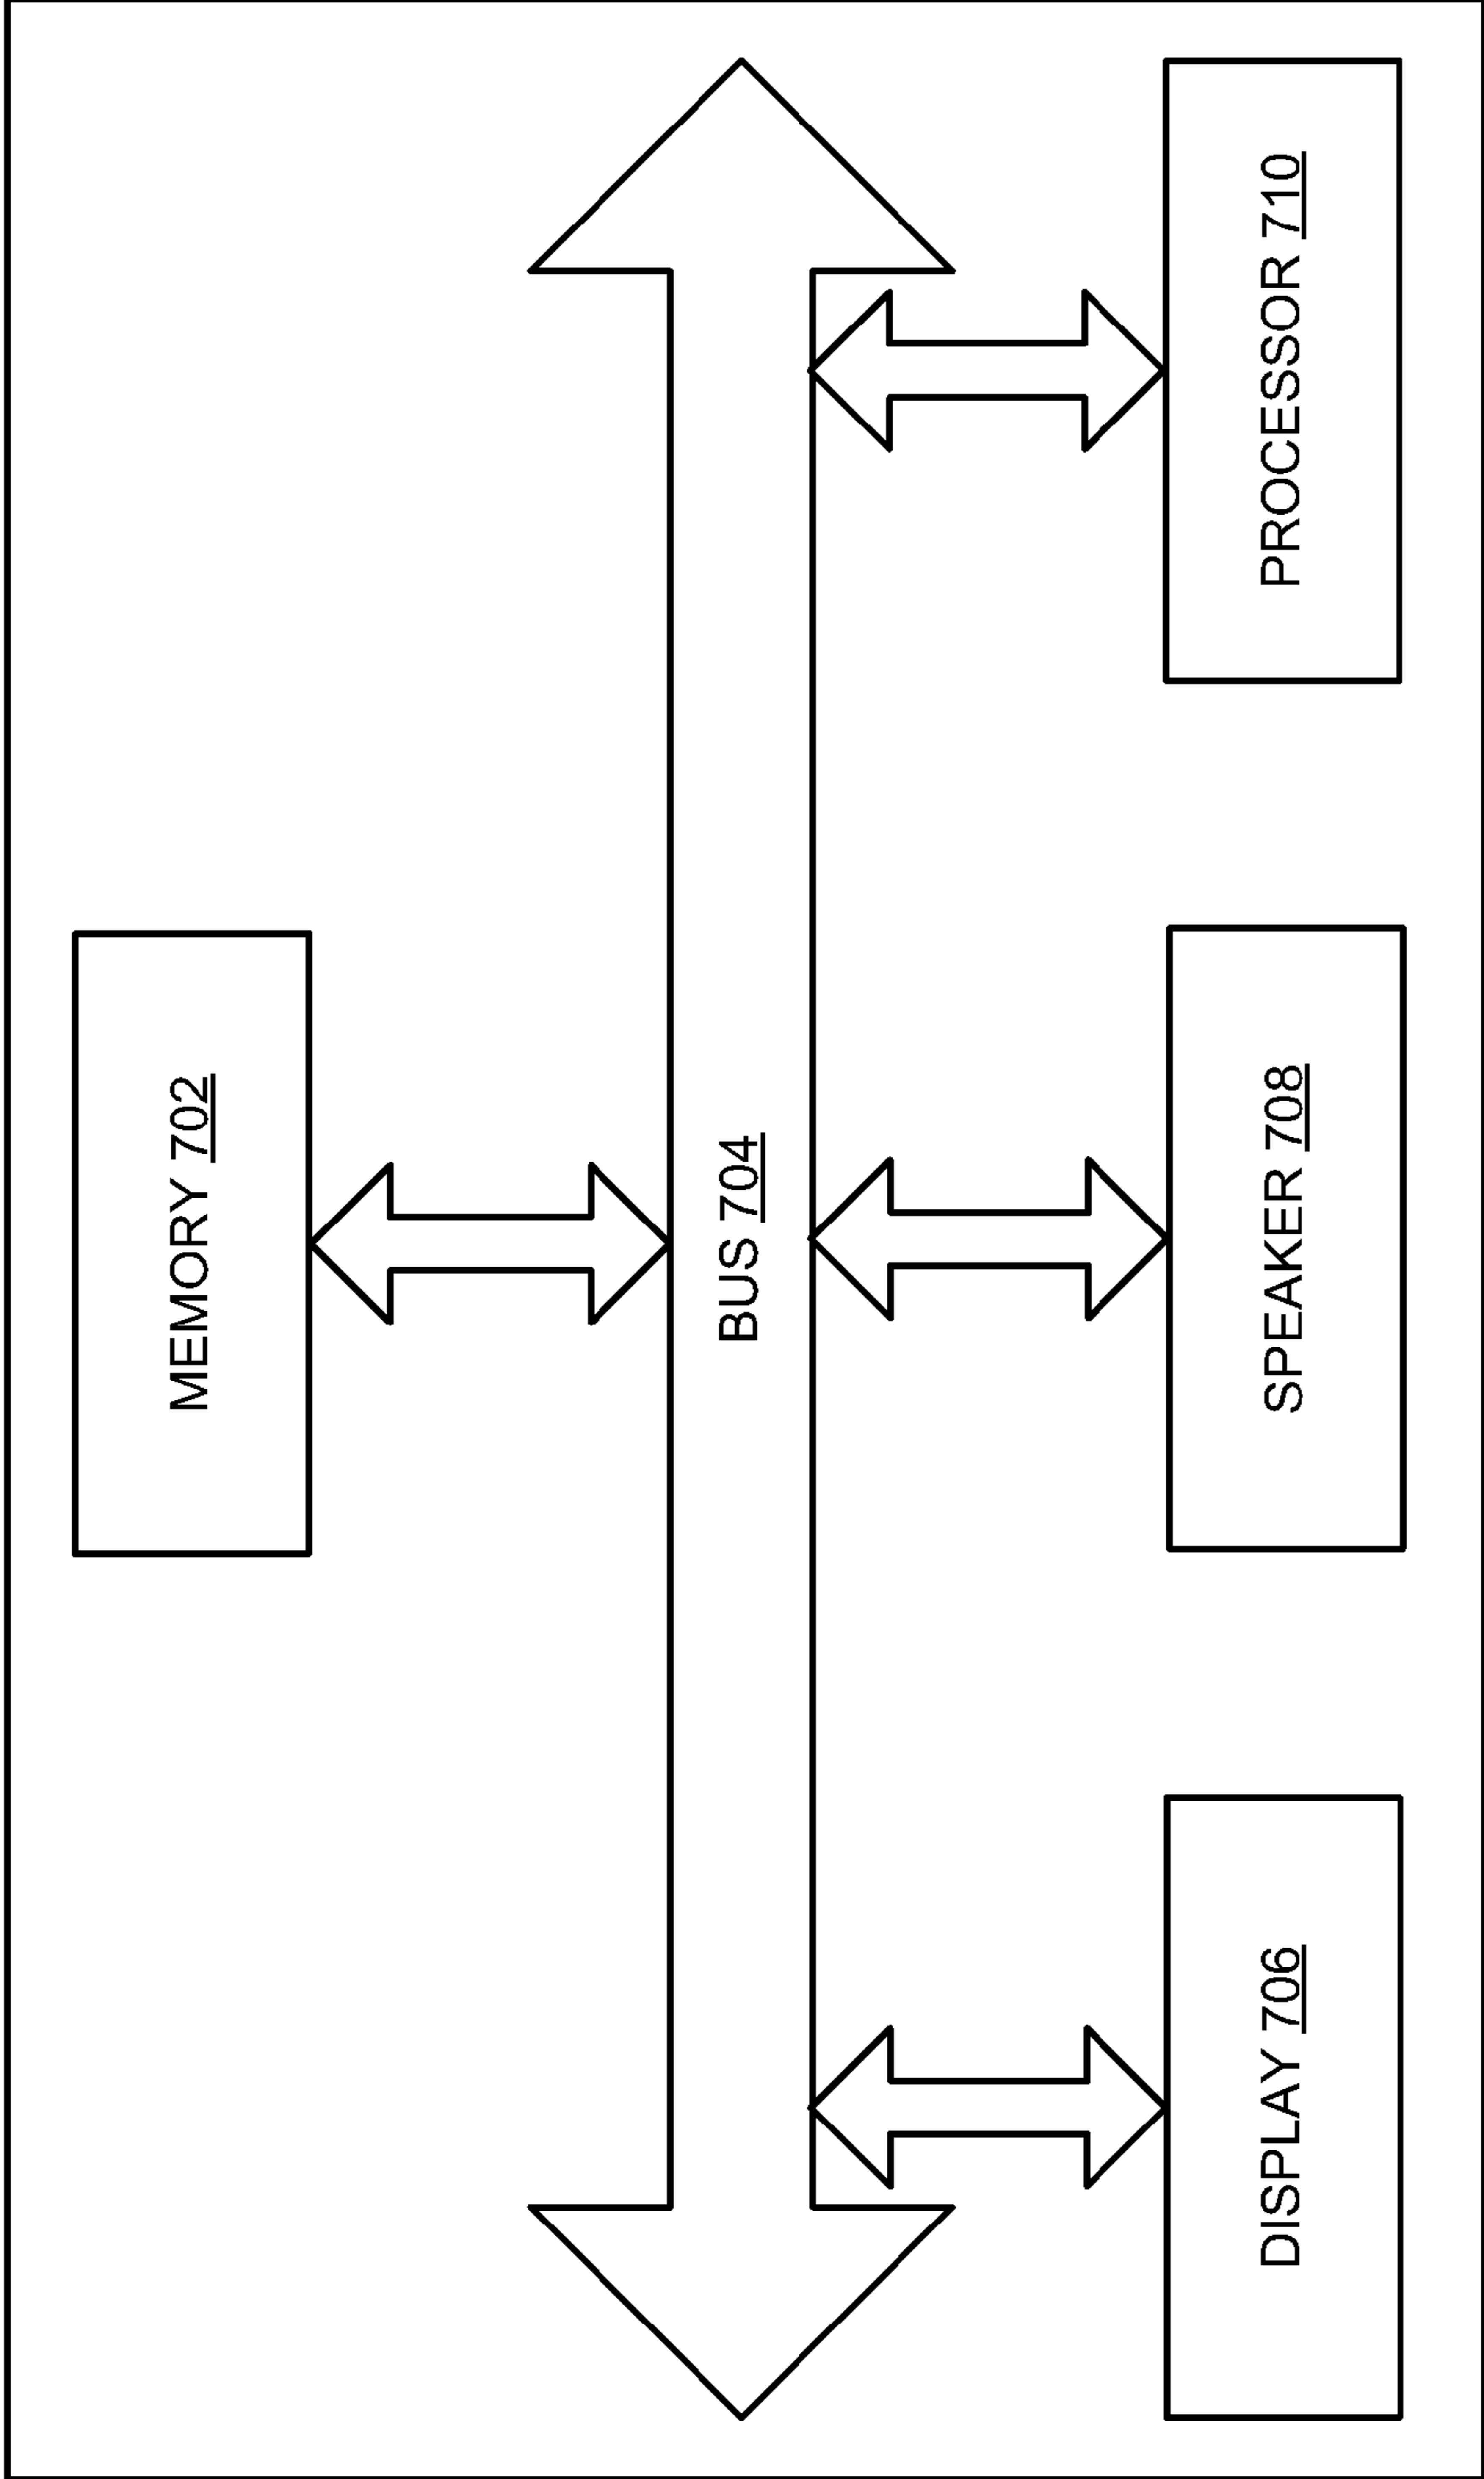 MEMORY 702
BUS 704
DISPLAY 706
SPEAKER 708
PROCESSOR 710